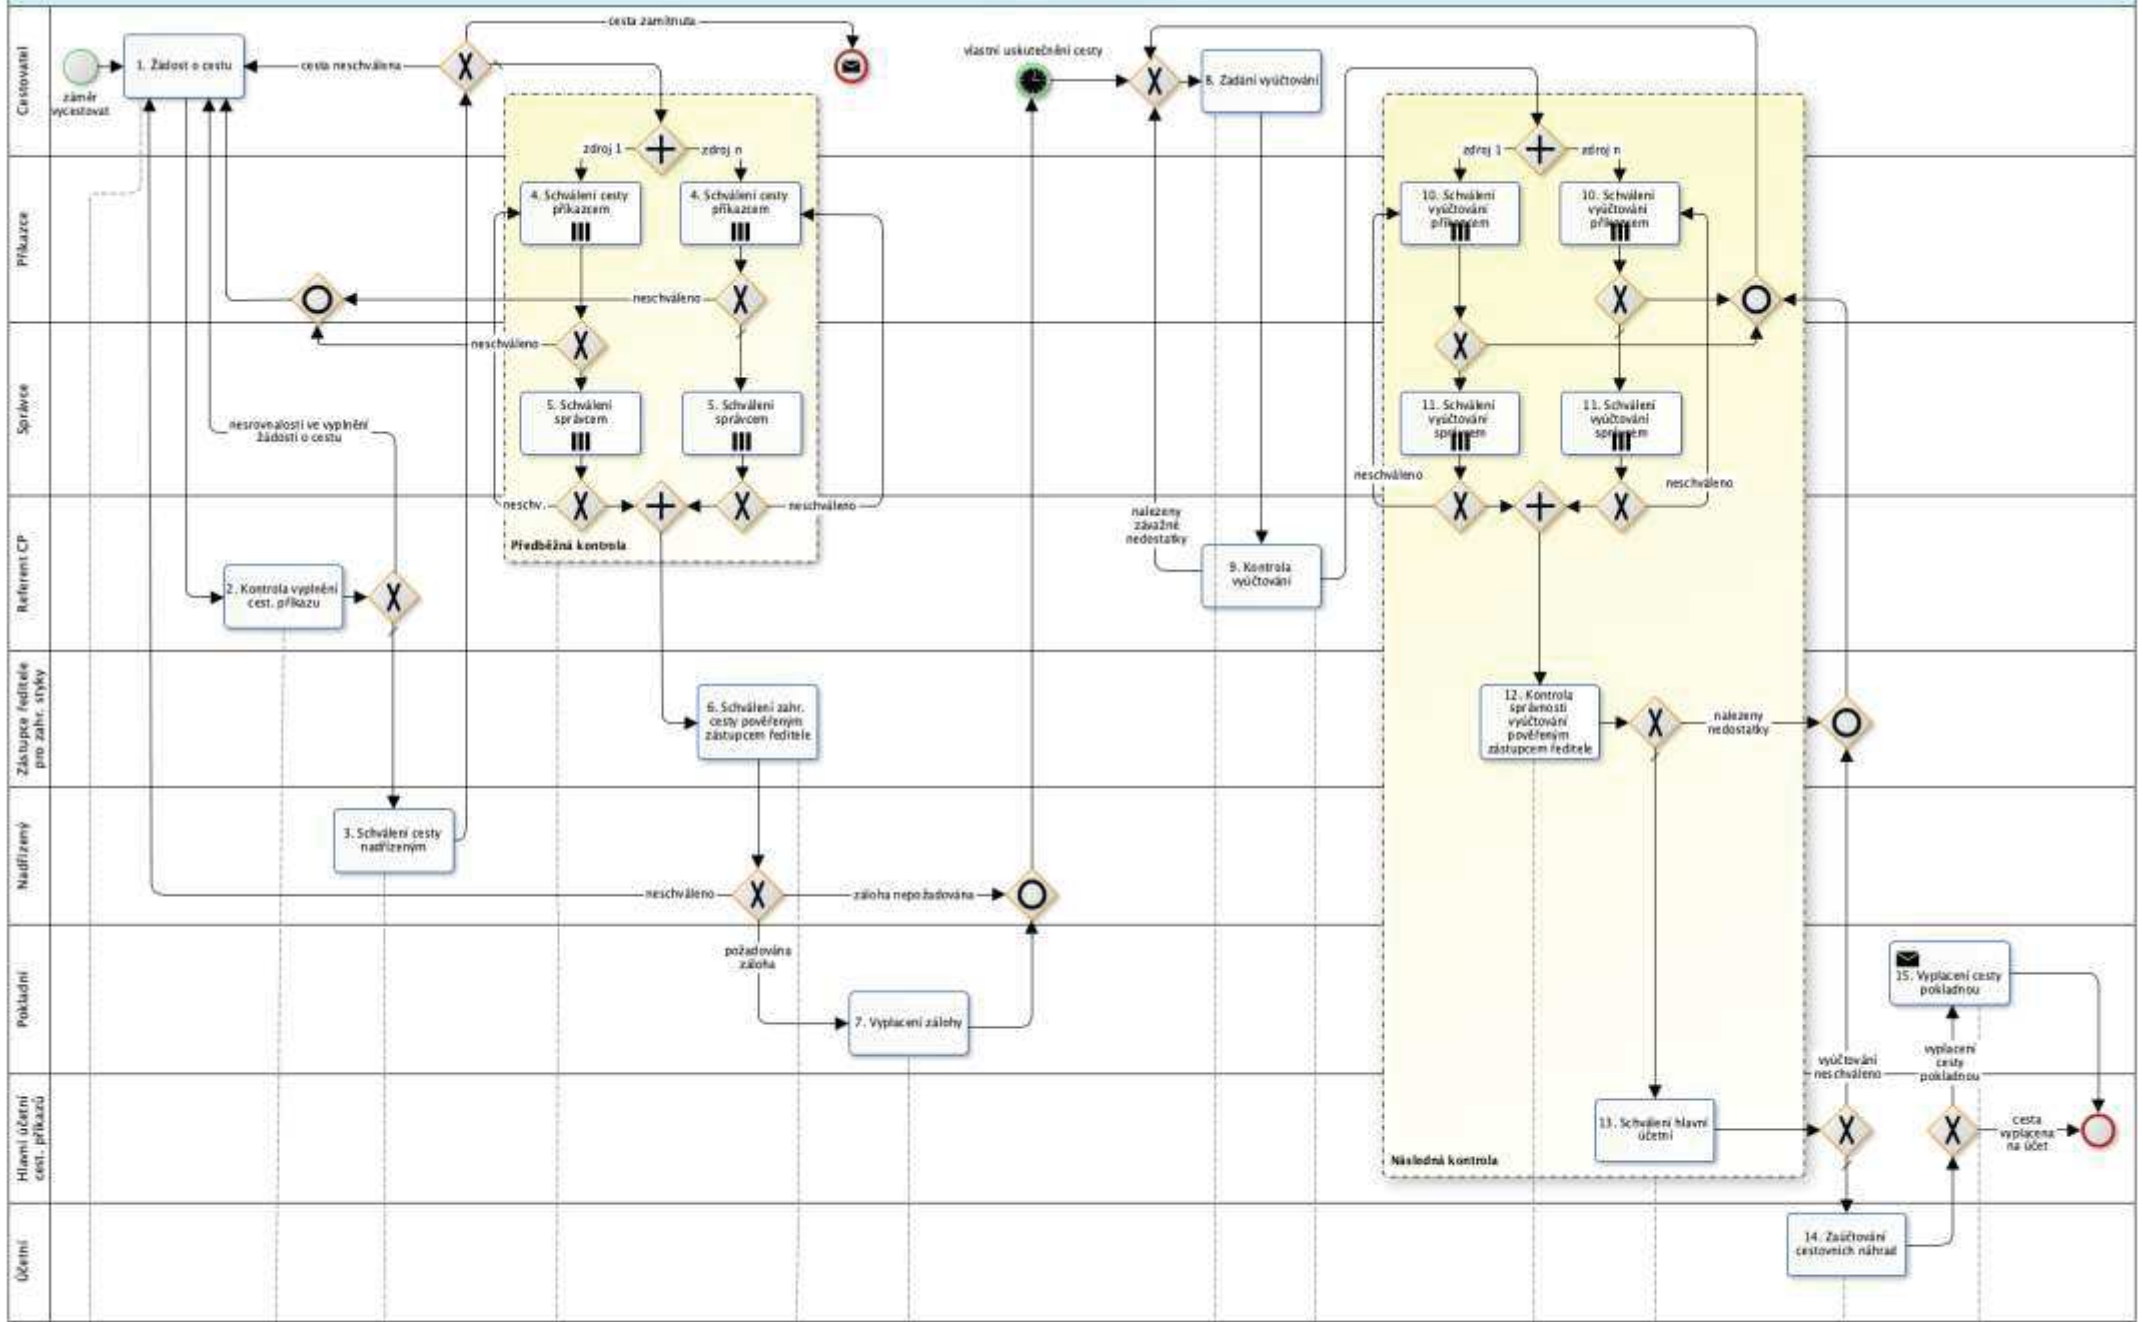 Cestovatel
Příkazce
Správce
Referent CP
Zástupce ředitele
pro zahr. styky
Nadřízený
Pokladní
Hlavní účetní
cest. příkazů
Účetní
záměr
vycestovat
1. Žádost o cestu
cesta neschválena
cesta zamítnuta
zdroj 1
zdroj n
4. Schválení cesty
příkazcem
4. Schválení cesty
příkazcem
neschváleno
neschváleno
5. Schválení
správcem
5. Schválení
správcem
neschv.
neschváleno
Předběžná kontrola
nesrovnalosti ve vyplnění
žádosti o cestu
2. Kontrola vyplnění
cest. příkazu
3. Schválení cesty
nadřízeným
6. Schválení zahr.
cesty pověřeným
zástupcem ředitele
neschváleno
záloha nepožadována
požadována
záloha
7. Vyplacení zálohy
vlastní uskutečnění cesty
8. Zadání vyúčtování
nalezeny
závažné
nedostatky
9. Kontrola
vyúčtování
zdroj 1
zdroj n
10. Schválení
vyúčtování
příkazcem
10. Schválení
vyúčtování
příkazcem
11. Schválení
vyúčtování
správcem
11. Schválení
vyúčtování
správcem
neschváleno
neschváleno
12. Kontrola
správnosti
vyúčtování
pověřeným
zástupcem ředitele
nalezeny
nedostatky
13. Schválení hlavní
účetní
Následná kontrola
vyúčtování
neschváleno
14. Zaúčtování
cestovních náhrad
vyplacení
cesty
pokladnou
15. Vyplacení cesty
pokladnou
cesta
vyplacena
na účet